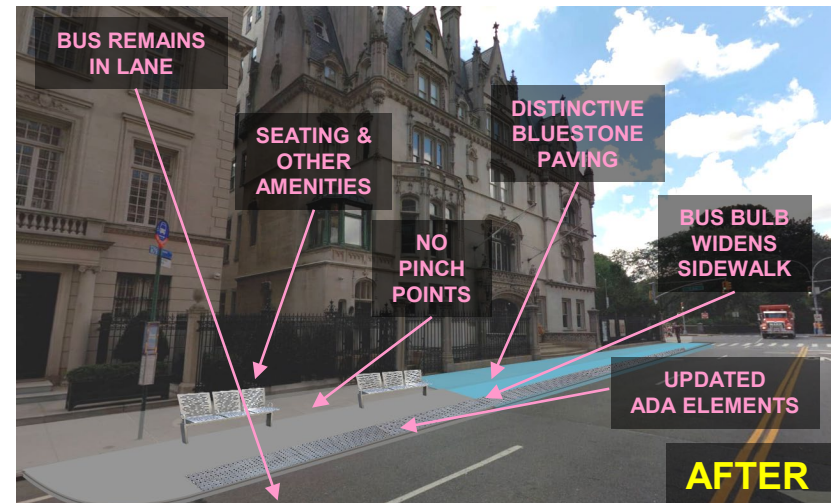 BUS REMAINS
IN LANE
SEATING &
OTHER
AMENITIES
DISTINCTIVE
BLUESTONE
PAVING
NO
PINCH
POINTS
BUS BULB
WIDENS
SIDEWALK
UPDATED
ADA ELEMENTS
AFTER